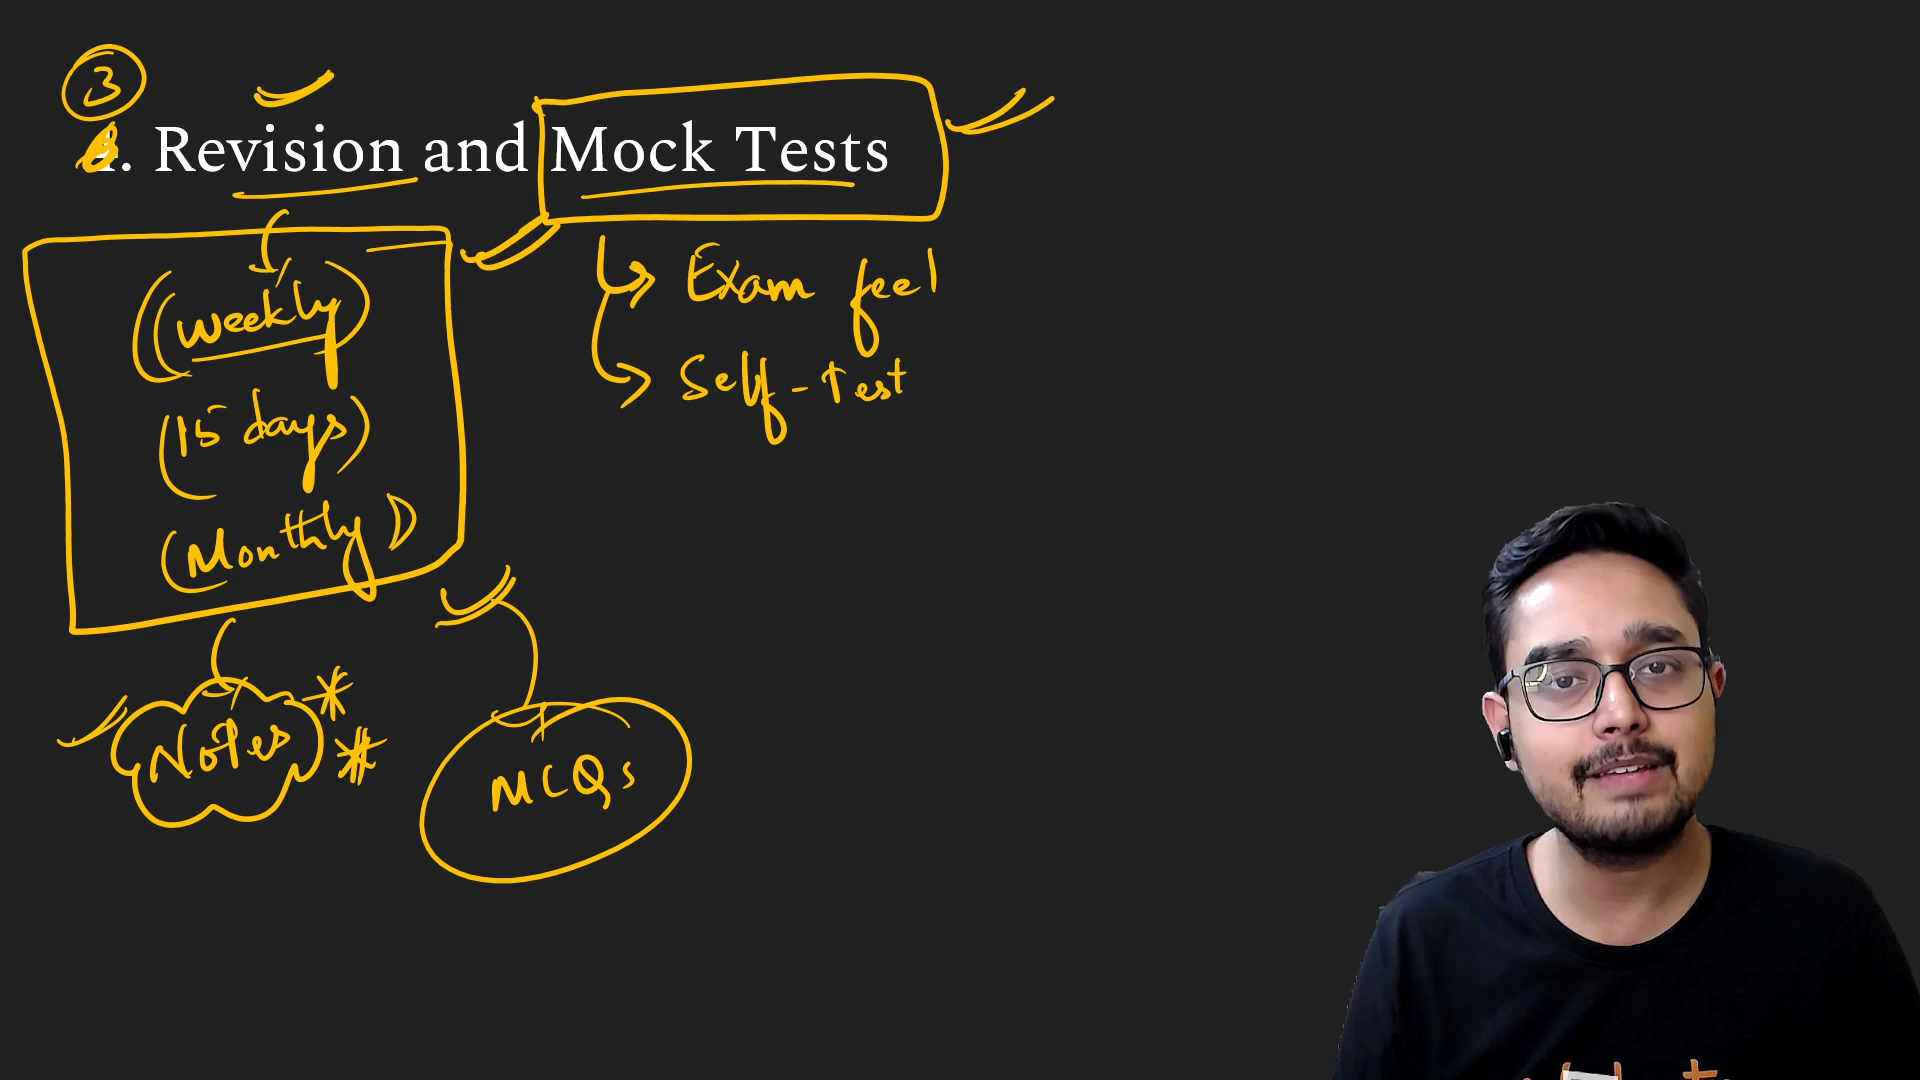 3
. Revision and Mock Tests
(weekly)
(15 days)
(Monthly)
Exam feel
Self-Test
Notes
MCQs